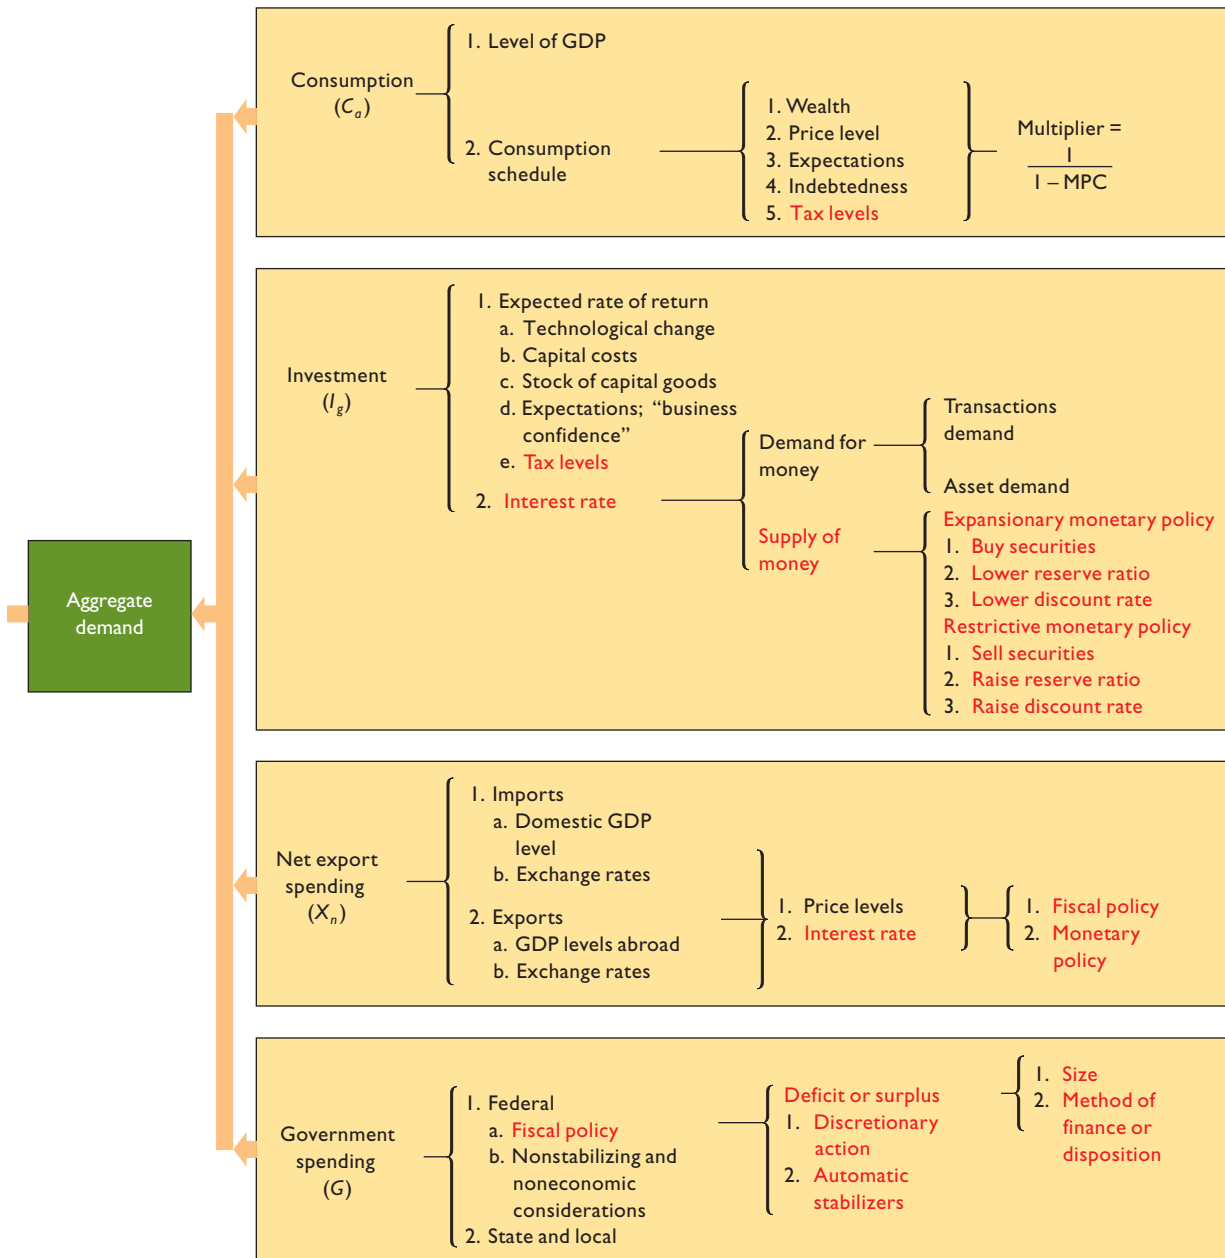 Aggregate
demand
Consumption
(Ca)
1. Level of GDP
2. Consumption
schedule
1. Wealth
2. Price level
3. Expectations
4. Indebtedness
5. Tax levels
Multiplier =
1
1 – MPC
Investment
(Ig)
1. Expected rate of return
a. Technological change
b. Capital costs
c. Stock of capital goods
d. Expectations; “business
confidence”
e. Tax levels
2. Interest rate
Demand for
money
Transactions
demand
Asset demand
Supply of
money
Expansionary monetary policy
1. Buy securities
2. Lower reserve ratio
3. Lower discount rate
Restrictive monetary policy
1. Sell securities
2. Raise reserve ratio
3. Raise discount rate
Net export
spending
(Xn)
1. Imports
a. Domestic GDP
level
b. Exchange rates
2. Exports
a. GDP levels abroad
b. Exchange rates
1. Price levels
2. Interest rate
1. Fiscal policy
2. Monetary
policy
Government
spending
(G)
1. Federal
a. Fiscal policy
b. Nonstabilizing and
noneconomic
considerations
2. State and local
Deficit or surplus
1. Discretionary
action
2. Automatic
stabilizers
1. Size
2. Method of
finance or
disposition